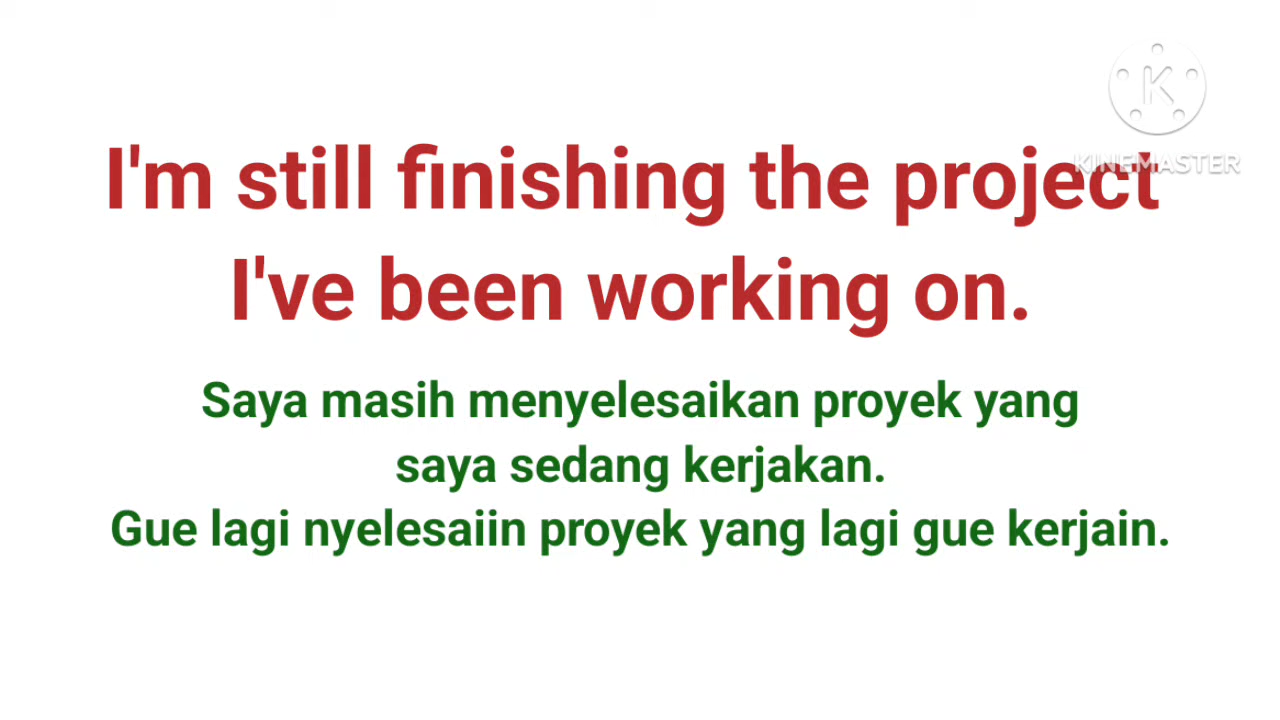 I'm still finishing the project
I've been working on.
Saya masih menyelesaikan proyek yang
saya sedang kerjakan.
Gue lagi nyelesaiin proyek yang lagi gue kerjain.
K
KINEMASTER